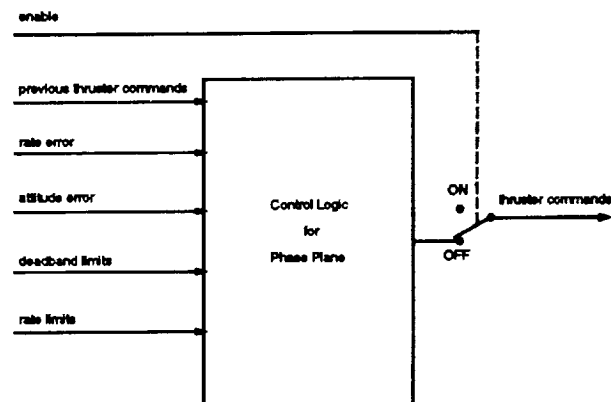 enable
previous thruster commands
rate error
attitude error
deadband limits
rate limits
Control Logic
for
Phase Plane
ON
OFF
thruster commands